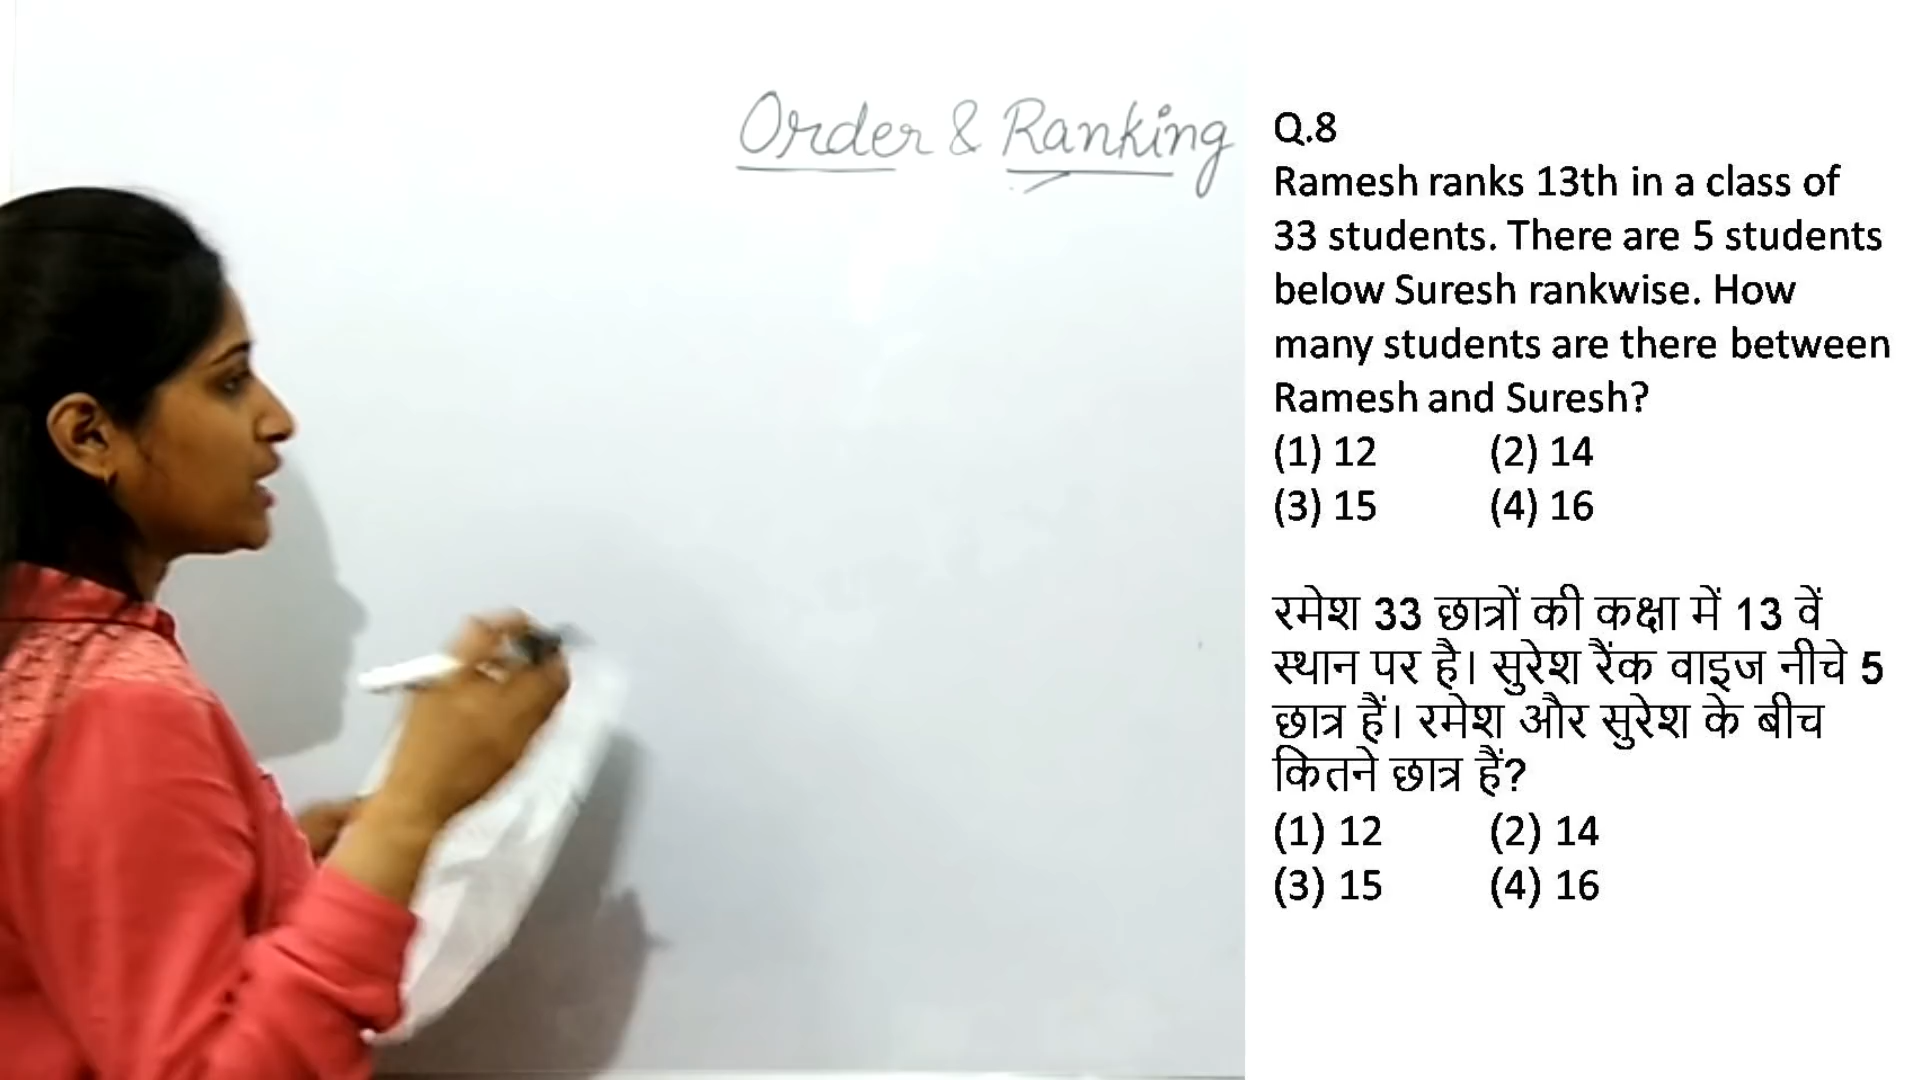 Order & Ranking
Q.8
Ramesh ranks 13th in a class of
33 students. There are 5 students
below Suresh rankwise. How
many students are there between
Ramesh and Suresh?
(1) 12 (2) 14
(3) 15 (4) 16
रमेश 33 छात्रों की कक्षा में 13 वें
स्थान पर है। सुरेश रैंक वाइज नीचे 5
छात्र हैं। रमेश और सुरेश के बीच
कितने छात्र हैं?
(1) 12 (2) 14
(3) 15 (4) 16